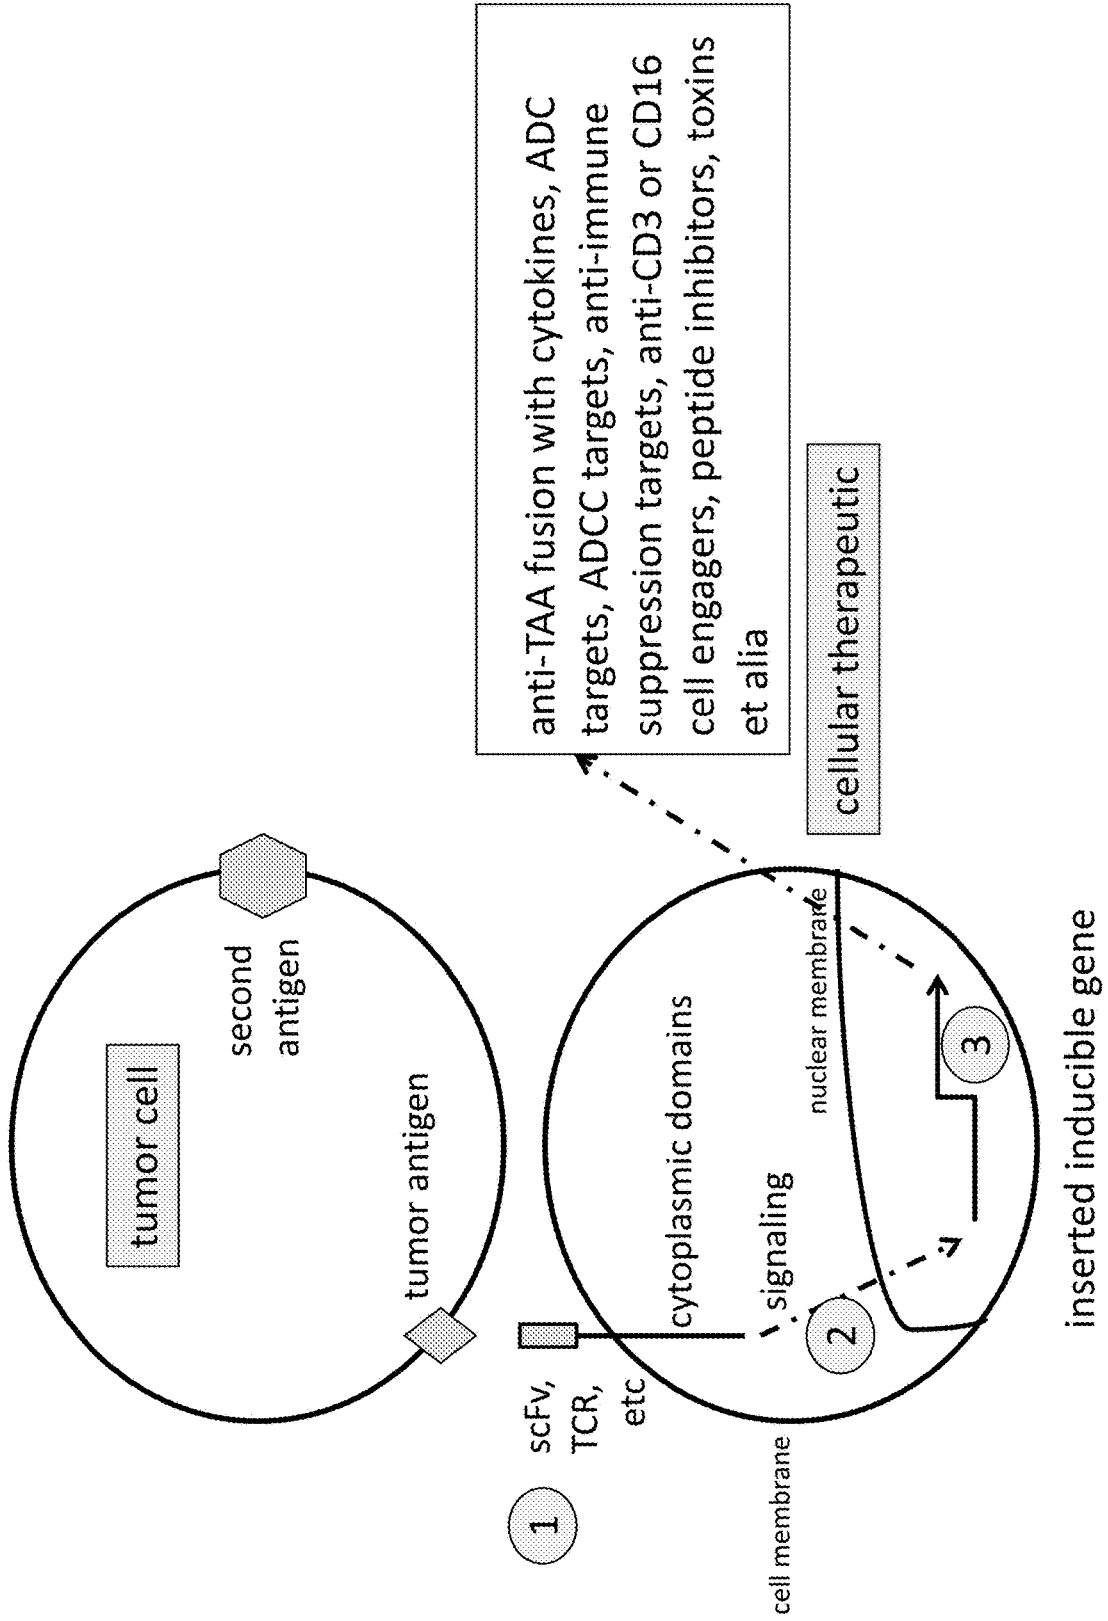 tumor cell
second
antigen
tumor antigen
1
scFv,
TCR,
etc
cell membrane
cytoplasmic domains
signaling
2
nuclear membrane
3
inserted inducible gene
cellular therapeutic
anti-TAA fusion with cytokines, ADC
targets, ADCC targets, anti-immune
suppression targets, anti-CD3 or CD16
cell engagers, peptide inhibitors, toxins
et alia